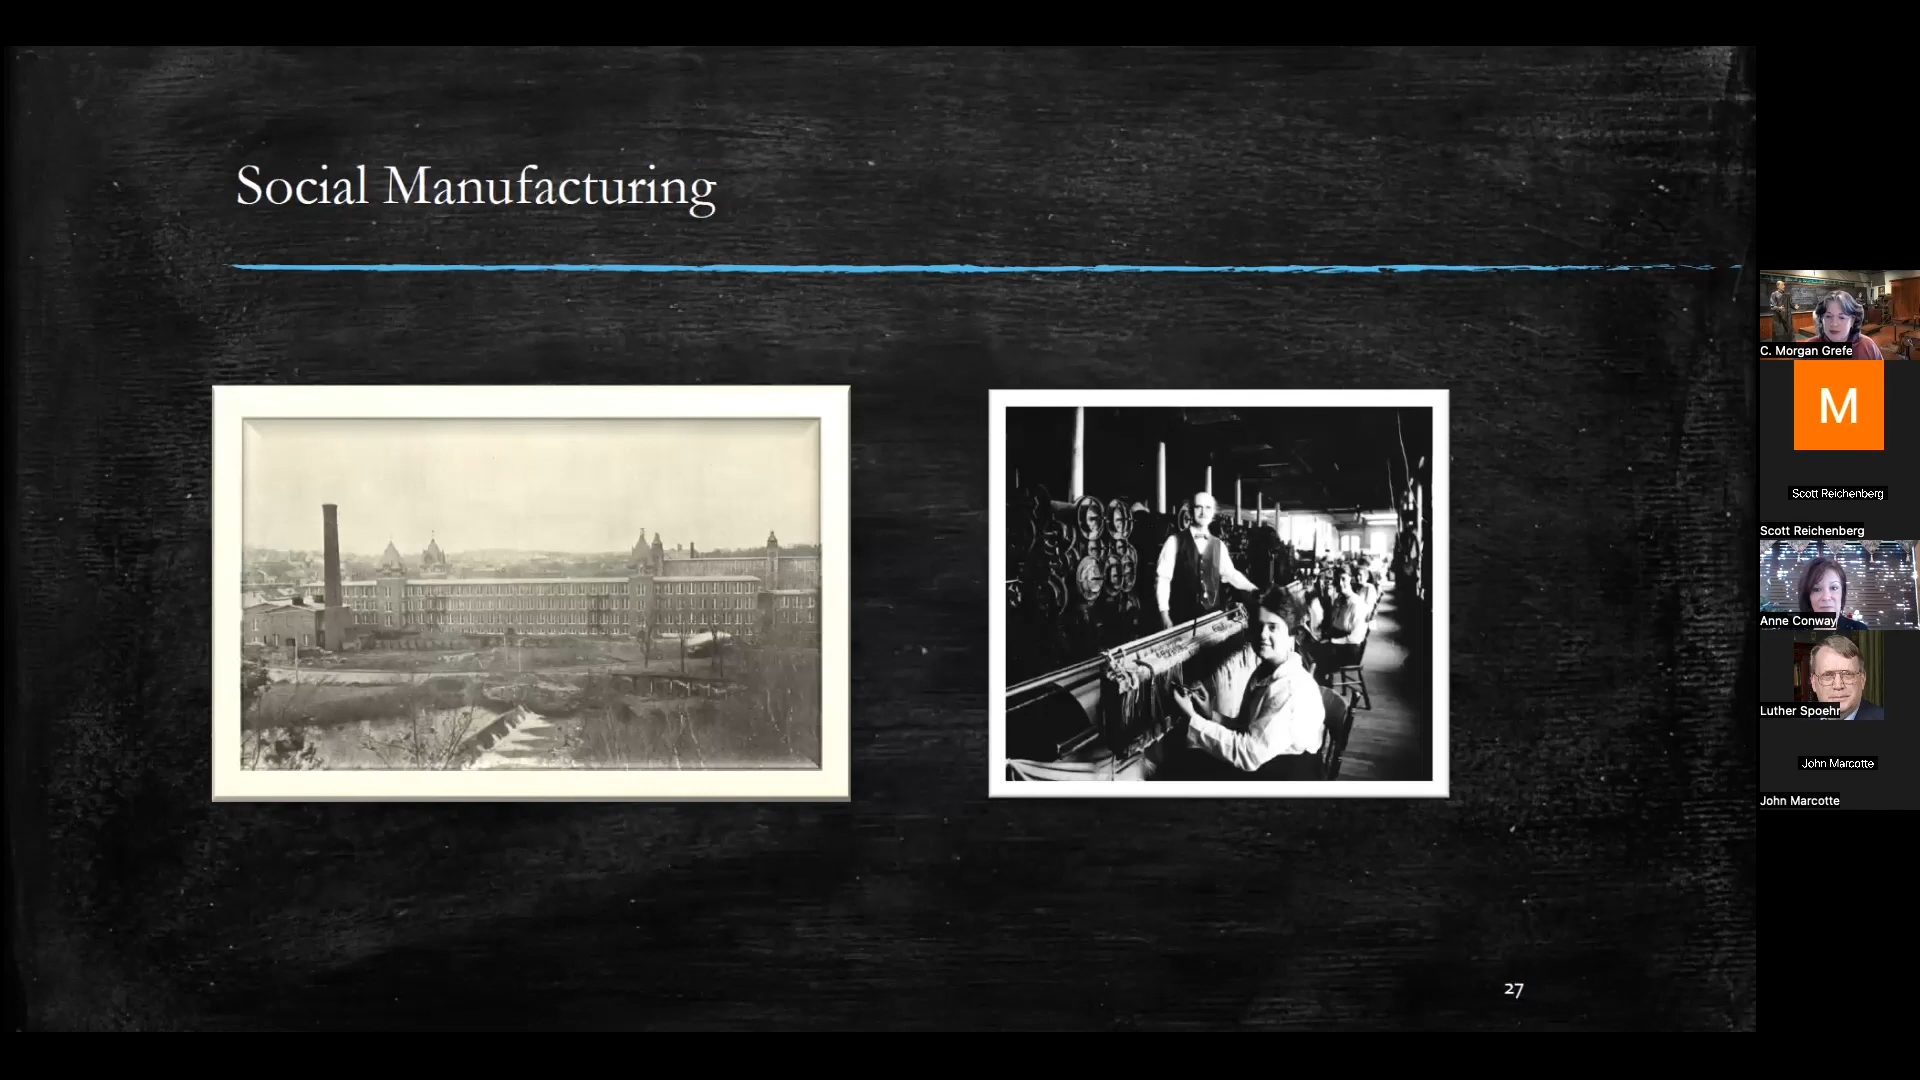 Social Manufacturing
27
C. Morgan Grefe
M
Scott Reichenberg
Scott Reichenberg
Anne Conway
Luther Spoehr
John Marcotte
John Marcotte